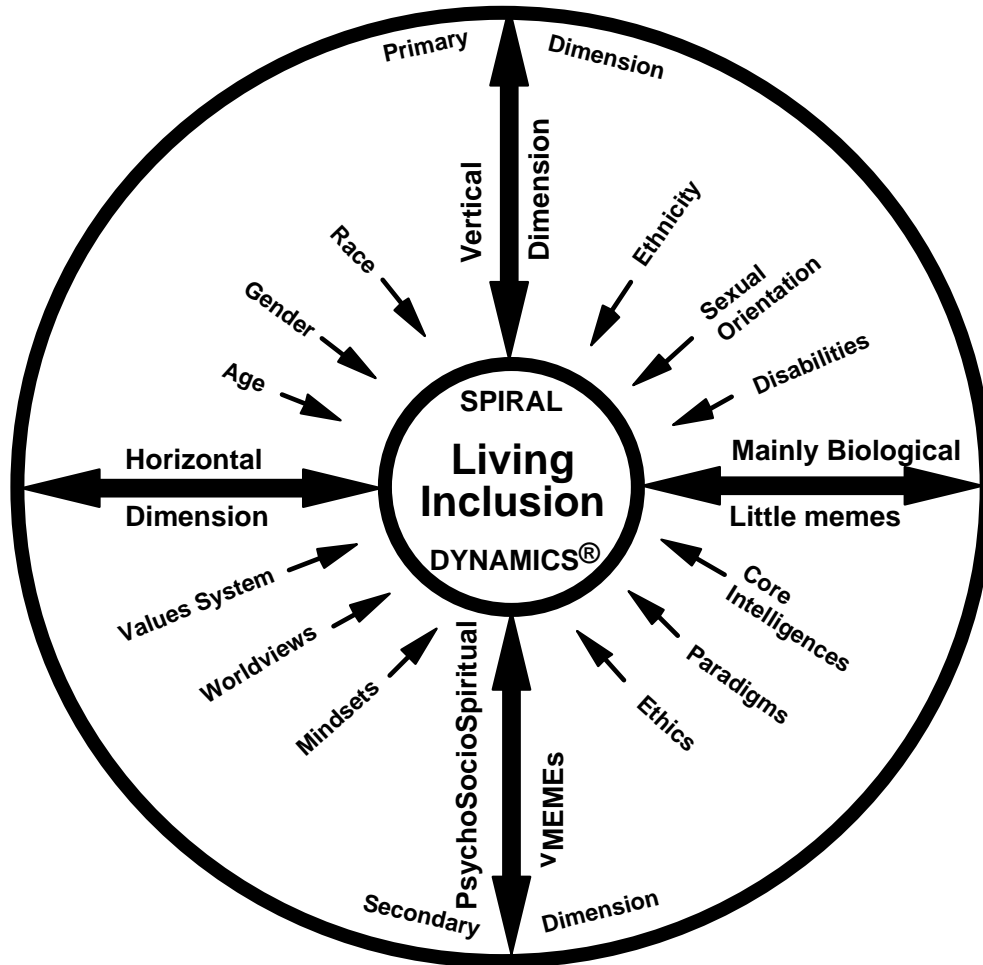 Primary Dimension
Vertical
Dimension
Race
Gender
Age
Ethnicity
Sexual
Orientation
Disabilities
Horizontal
Dimension
SPIRAL
Living
Inclusion
DYNAMICS®
Mainly Biological
Little memes
Values System
Worldviews
Mindsets
PsychoSocioSpiritual
vMEMEs
Core
Intelligences
Paradigms
Ethics
Secondary Dimension